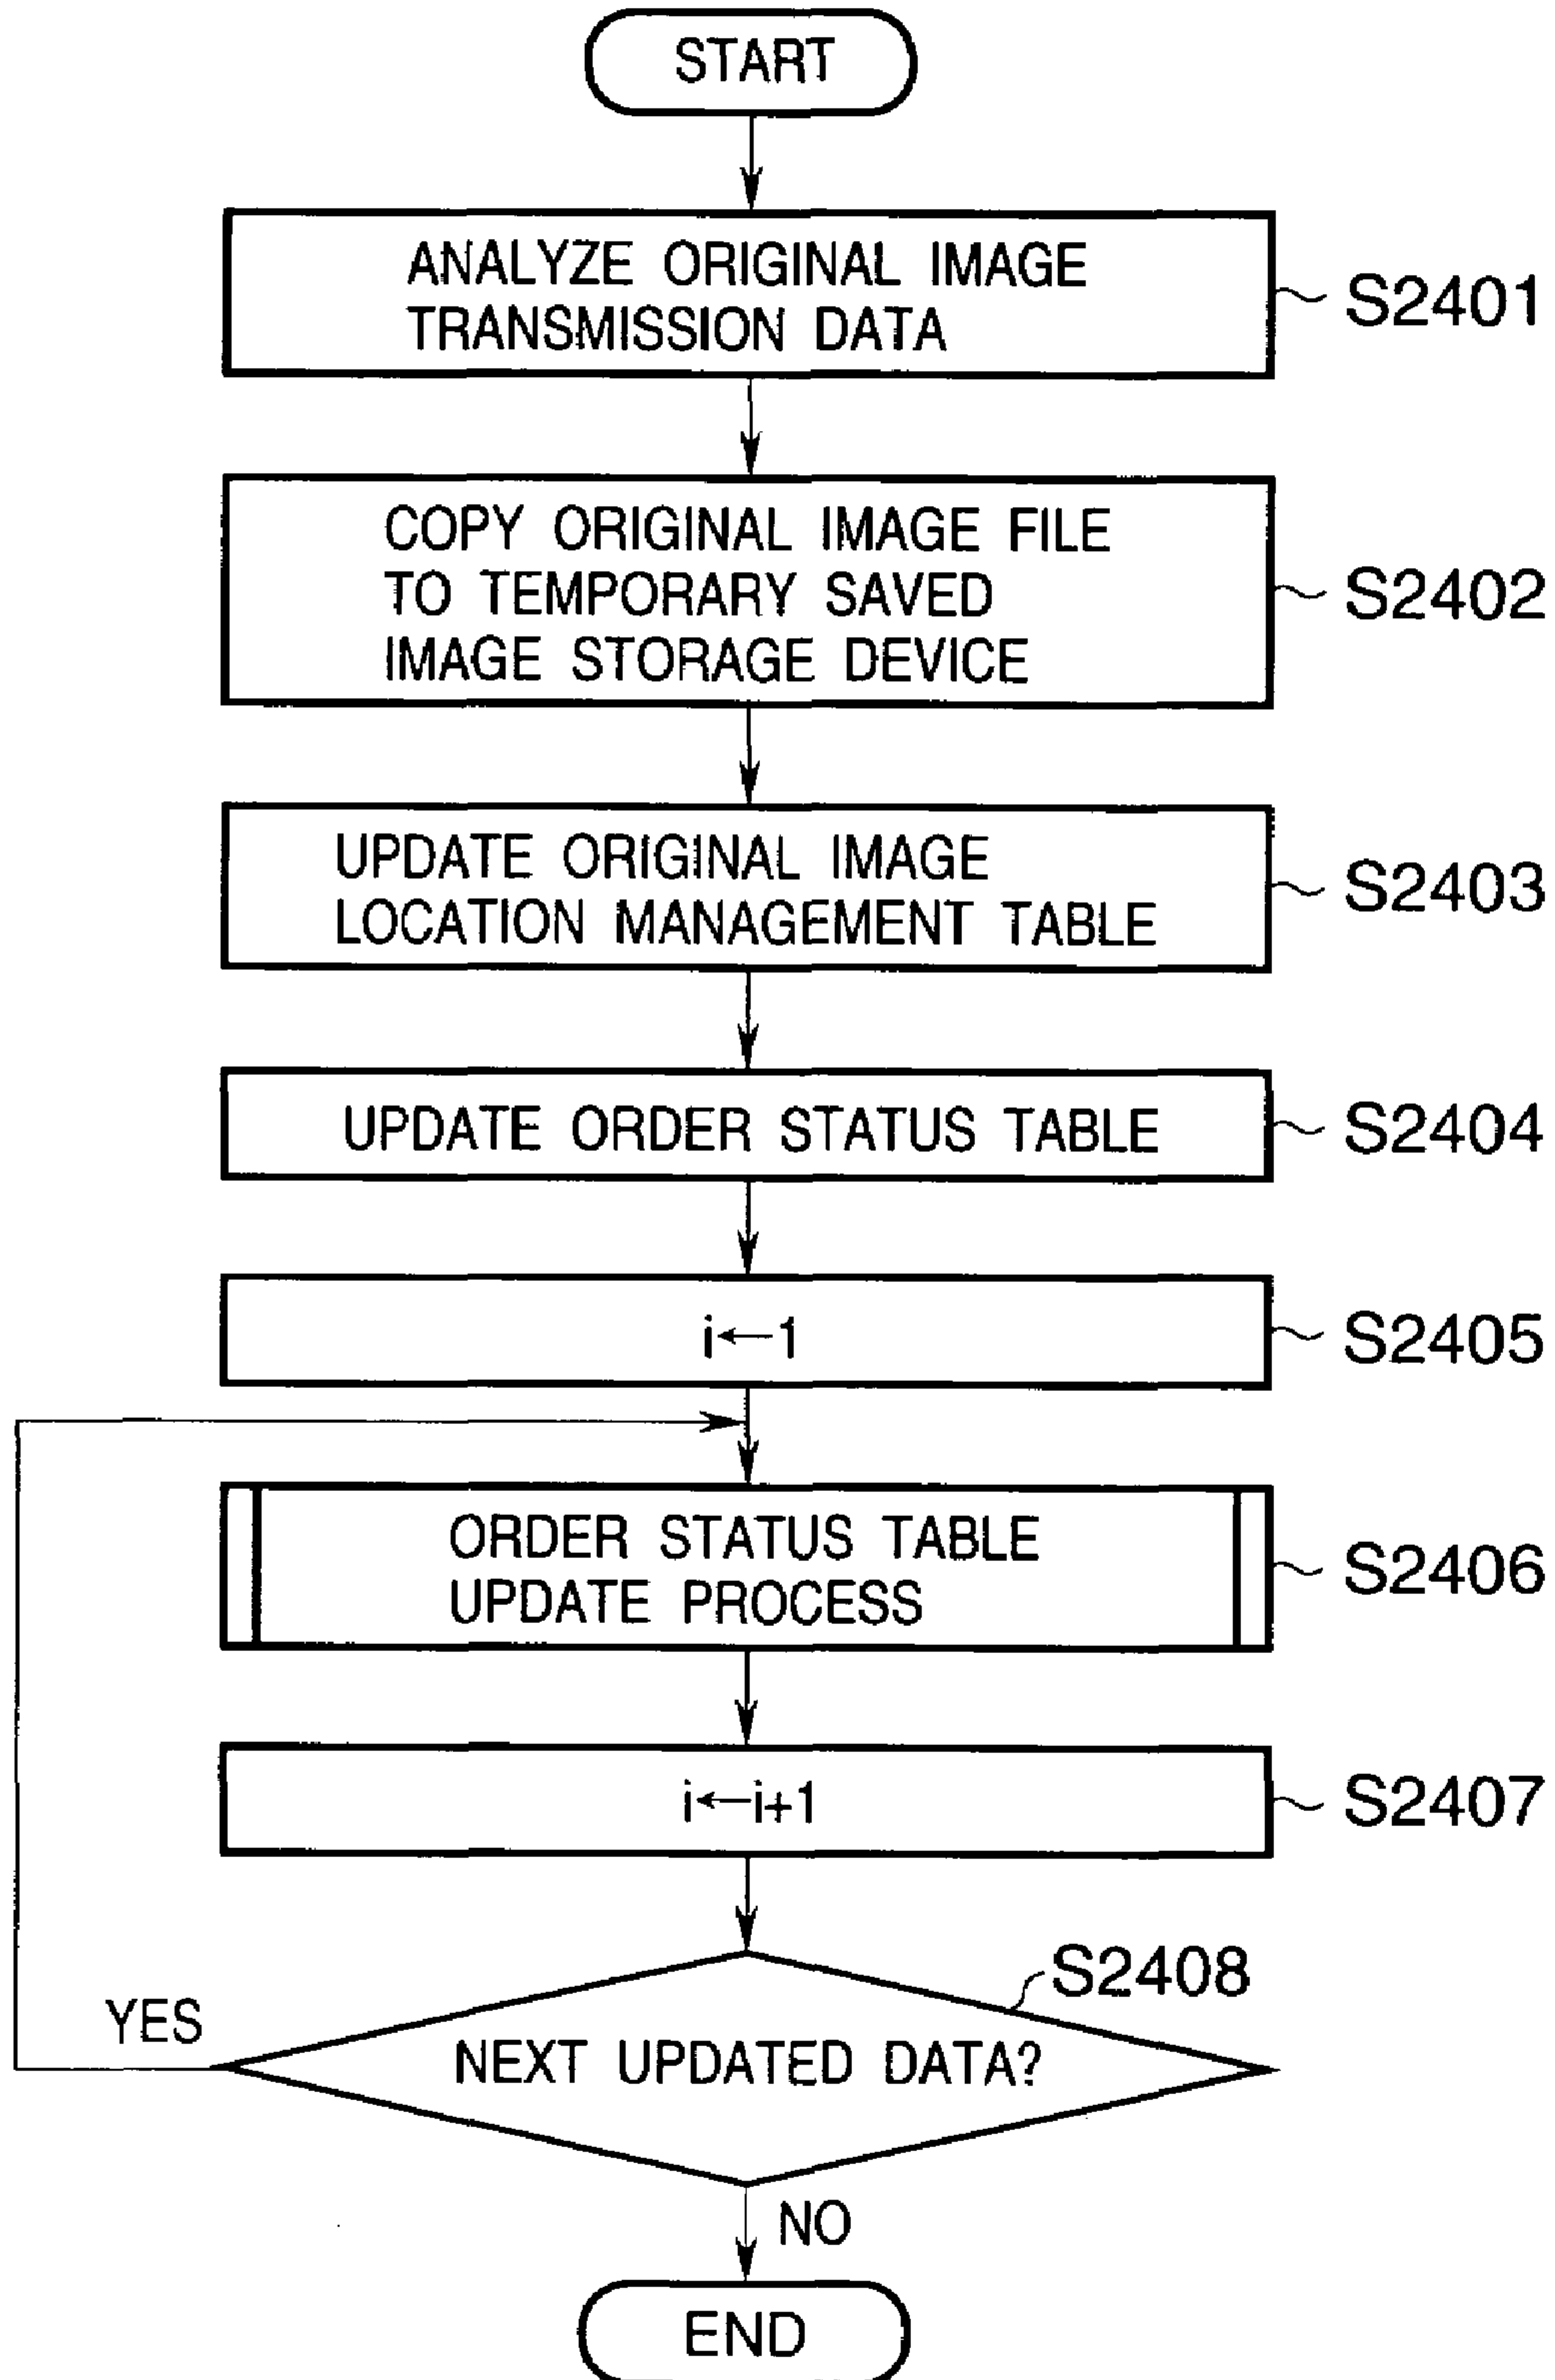 START
ANALYZE ORIGINAL IMAGE
TRANSMISSION DATA
S2401
COPY ORIGINAL IMAGE FILE
TO TEMPORARY SAVED
IMAGE STORAGE DEVICE
S2402
UPDATE ORIGINAL IMAGE
LOCATION MANAGEMENT TABLE
S2403
UPDATE ORDER STATUS TABLE
S2404
i←1
S2405
ORDER STATUS TABLE
UPDATE PROCESS
S2406
i←i+1
S2407
S2408
YES
NEXT UPDATED DATA?
NO
END